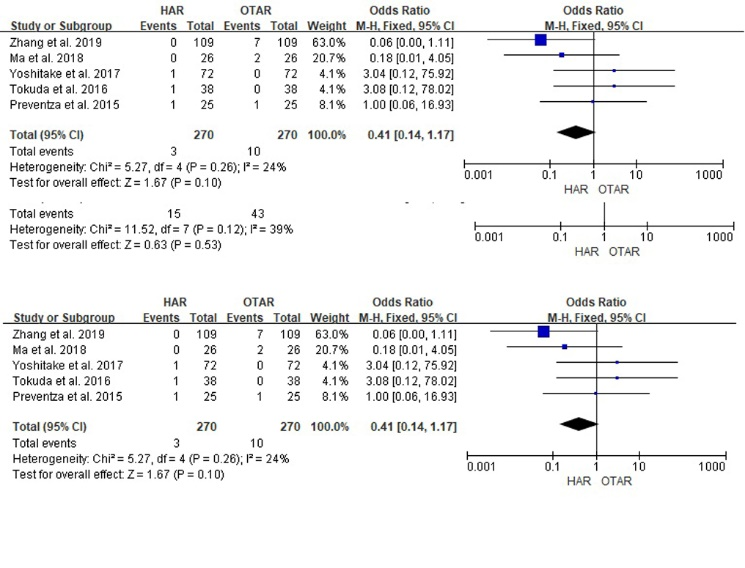 HAR OTAR Odds Ratio Odds Ratio
Study or Subgroup Events Total Events Total Weight M-H, Fixed, 95% CI M-H, Fixed, 95% CI
Zhang et al. 2019 0 109 7 109 63.0% 0.06 [0.00, 1.11]
Ma et al. 2018 0 26 2 26 20.7% 0.18 [0.01, 4.05]
Yoshitake et al. 2017 1 72 0 72 4.1% 3.04 [0.12, 75.92]
Tokuda et al. 2016 1 38 0 38 4.1% 3.08 [0.12, 78.02]
Preventza et al. 2015 1 25 1 25 8.1% 1.00 [0.06, 16.93]
Total (95% CI) 270 270 100.0% 0.41 [0.14, 1.17]
Total events 3 10
Heterogeneity: Chi² = 5.27, df = 4 (P = 0.26); I² = 24%
Test for overall effect: Z = 1.67 (P = 0.10)
0.001 0.1 1 10 1000
HAR OTAR
Total events 15 43
Heterogeneity: Chi² = 11.52, df = 7 (P = 0.12); I² = 39%
Test for overall effect: Z = 0.63 (P = 0.53)
0.001 0.1 1 10 1000
HAR OTAR
HAR OTAR Odds Ratio Odds Ratio
Study or Subgroup Events Total Events Total Weight M-H, Fixed, 95% CI M-H, Fixed, 95% CI
Zhang et al. 2019 0 109 7 109 63.0% 0.06 [0.00, 1.11]
Ma et al. 2018 0 26 2 26 20.7% 0.18 [0.01, 4.05]
Yoshitake et al. 2017 1 72 0 72 4.1% 3.04 [0.12, 75.92]
Tokuda et al. 2016 1 38 0 38 4.1% 3.08 [0.12, 78.02]
Preventza et al. 2015 1 25 1 25 8.1% 1.00 [0.06, 16.93]
Total (95% CI) 270 270 100.0% 0.41 [0.14, 1.17]
Total events 3 10
Heterogeneity: Chi² = 5.27, df = 4 (P = 0.26); I² = 24%
Test for overall effect: Z = 1.67 (P = 0.10)
0.001 0.1 1 10 1000
HAR OTAR